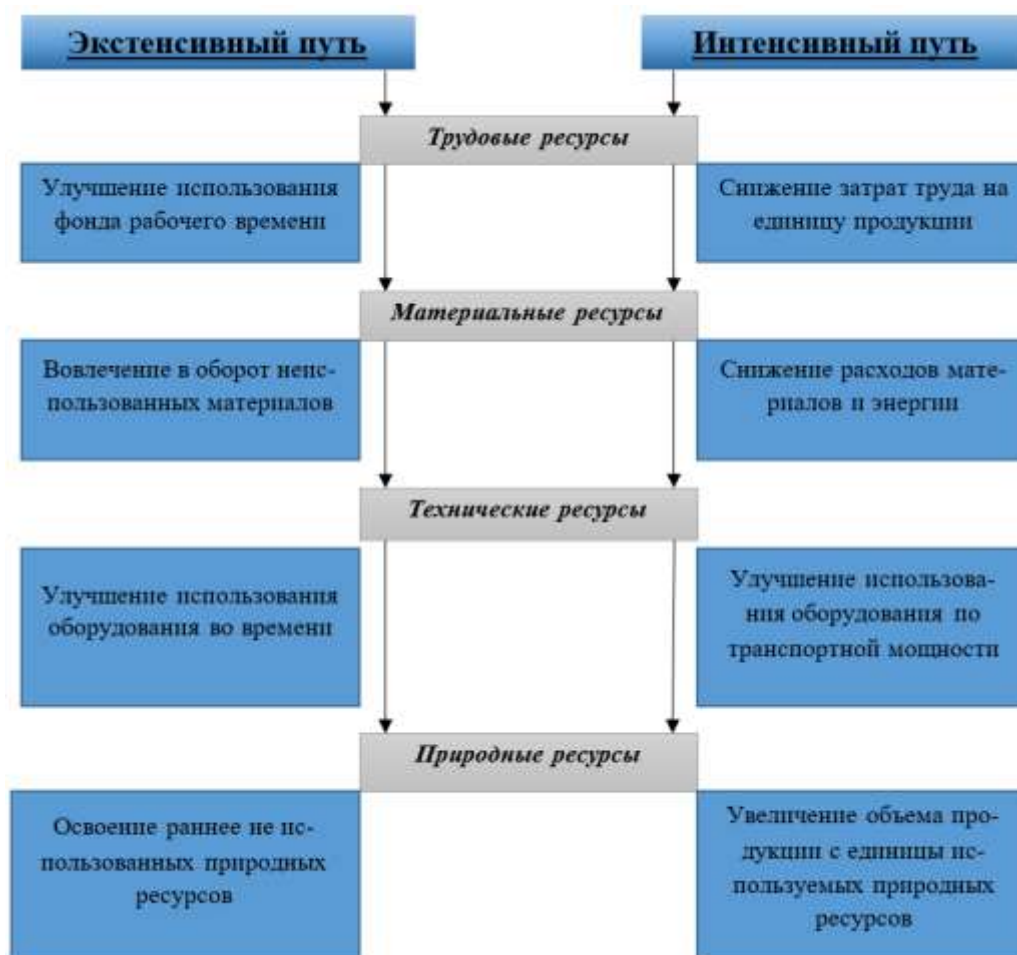 Экстенсивный путь
Интенсивный путь
Трудовые ресурсы
Улучшение использования
фонда рабочего времени
Снижение затрат труда на
единицу продукции
Материальные ресурсы
Вовлечение в оборот неис-
пользованных материалов
Снижение расходов мате-
риалов и энергии
Технические ресурсы
Улучшение использования
оборудования во времени
Улучшение использова-
ния оборудования по
транспортной мощности
Природные ресурсы
Освоение раннее не ис-
пользованных природных
ресурсов
Увеличение объема про-
дукции с единицы ис-
пользуемых природных
ресурсов